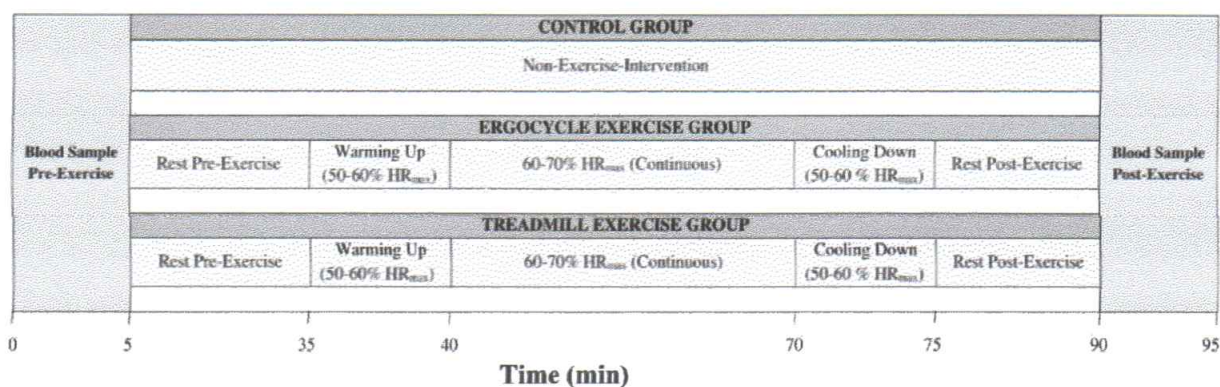 CONTROL GROUP
Non-Exercise-Intervention
Blood Sample
Pre-Exercise
ERGOCYCLE EXERCISE GROUP
Rest Pre-Exercise
Warming Up
(50-60% HRmax)
60-70% HRmax (Continuous)
Cooling Down
(50-60 % HRmax)
Rest Post-Exercise
Blood Sample
Post-Exercise
TREADMILL EXERCISE GROUP
Rest Pre-Exercise
Warming Up
(50-60% HRmax)
60-70% HRmax (Continuous)
Cooling Down
(50-60 % HRmax)
Rest Post-Exercise
0 5 35 40 70 75 90 95
Time (min)